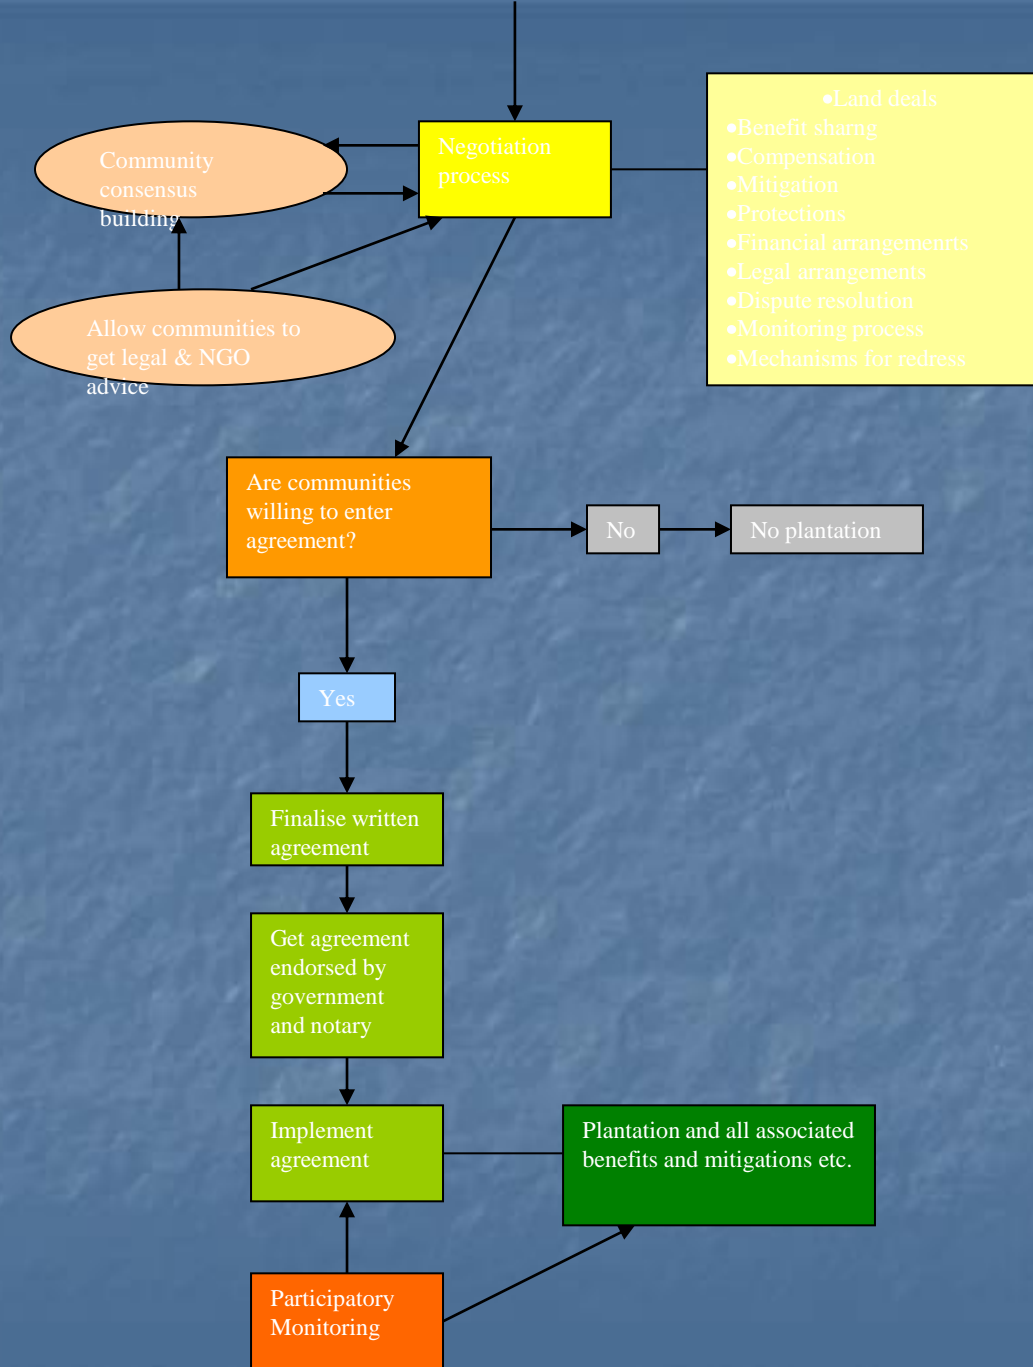 Community
consensus
building
Negotiation
process
•Land deals
•Benefit sharng
•Compensation
•Mitigation
•Protections
•Financial arrangemenrts
•Legal arrangements
•Dispute resolution
•Monitoring process
•Mechanisms for redress
Allow communities to
get legal & NGO
advice
Are communities
willing to enter
agreement?
No
No plantation
Yes
Finalise written
agreement
Get agreement
endorsed by
government
and notary
Implement
agreement
Plantation and all associated
benefits and mitigations etc.
Participatory
Monitoring